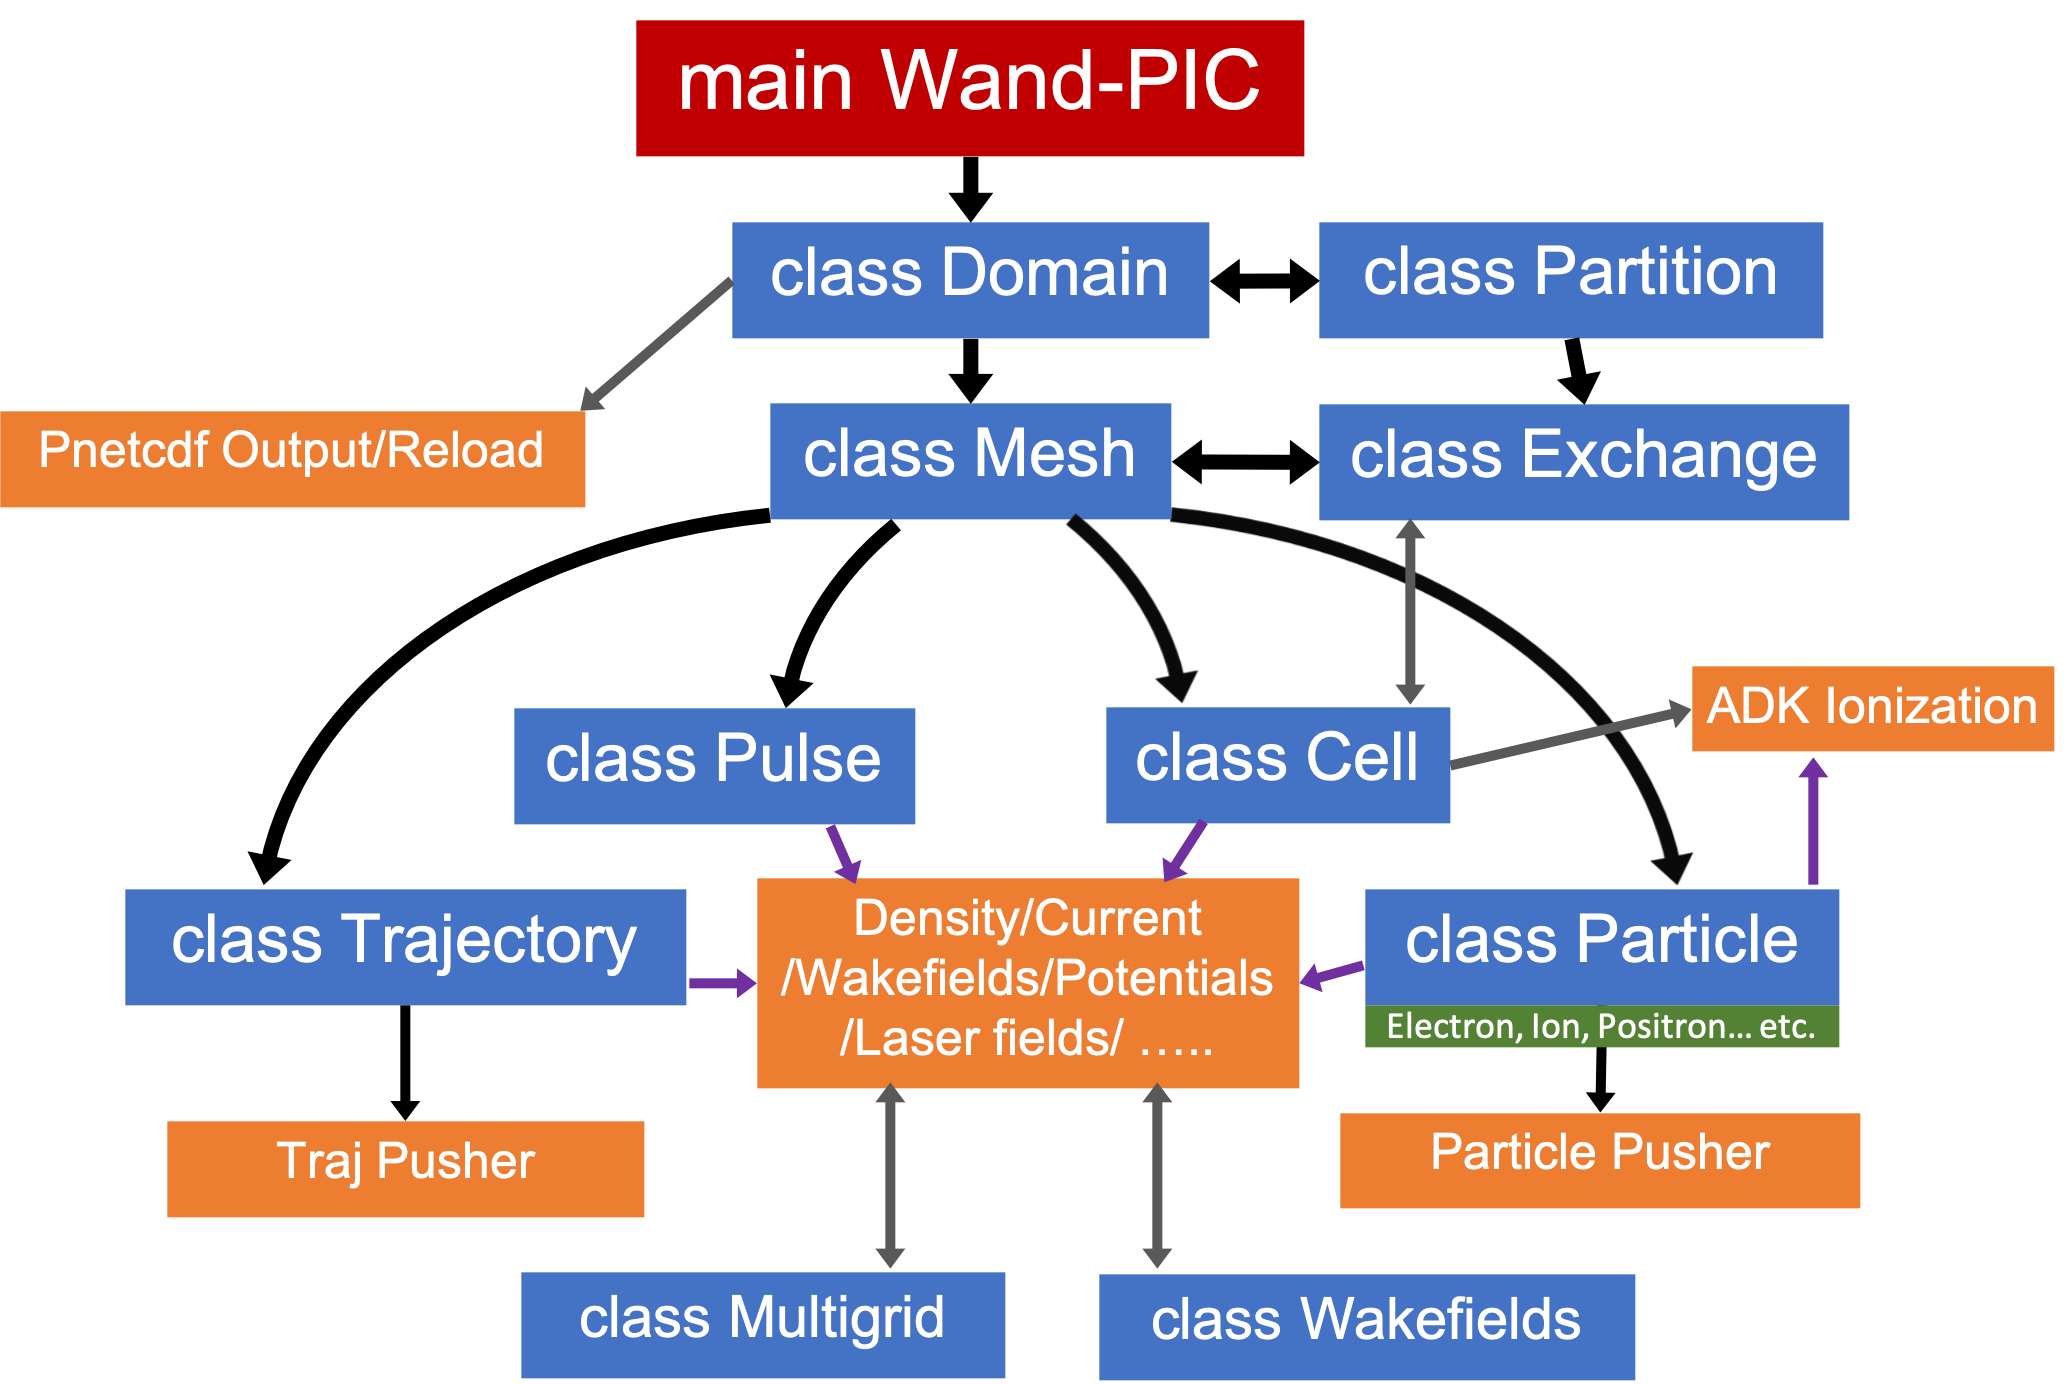 main Wand-PIC
class Domain
class Partition
Pnetcdf Output/Reload
class Mesh
class Exchange
class Pulse
class Cell
ADK Ionization
class Trajectory
Density/Current
/Wakefields/Potentials
/Laser fields/ …..
class Particle
Electron, Ion, Positron... etc.
Traj Pusher
Particle Pusher
class Multigrid
class Wakefields